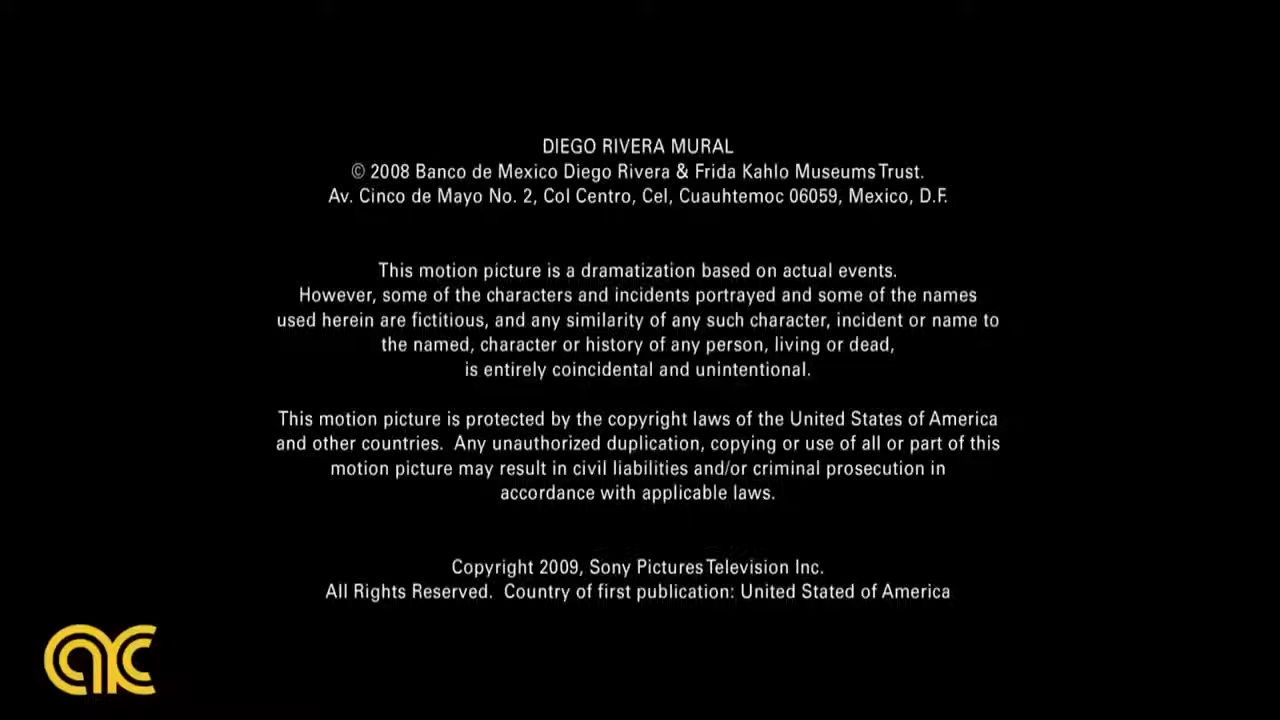 DIEGO RIVERA MURAL
© 2008 Banco de Mexico Diego Rivera & Frida Kahlo Museums Trust.
Av. Cinco de Mayo No. 2, Col Centro, Cel, Cuauhtemoc 06059, Mexico, D.F.
This motion picture is a dramatization based on actual events.
However, some of the characters and incidents portrayed and some of the names
used herein are fictitious, and any similarity of any such character, incident or name to
the named, character or history of any person, living or dead,
is entirely coincidental and unintentional.
This motion picture is protected by the copyright laws of the United States of America
and other countries. Any unauthorized duplication, copying or use of all or part of this
motion picture may result in civil liabilities and/or criminal prosecution in
accordance with applicable laws.
Copyright 2009, Sony Pictures Television Inc.
All Rights Reserved. Country of first publication: United Stated of America